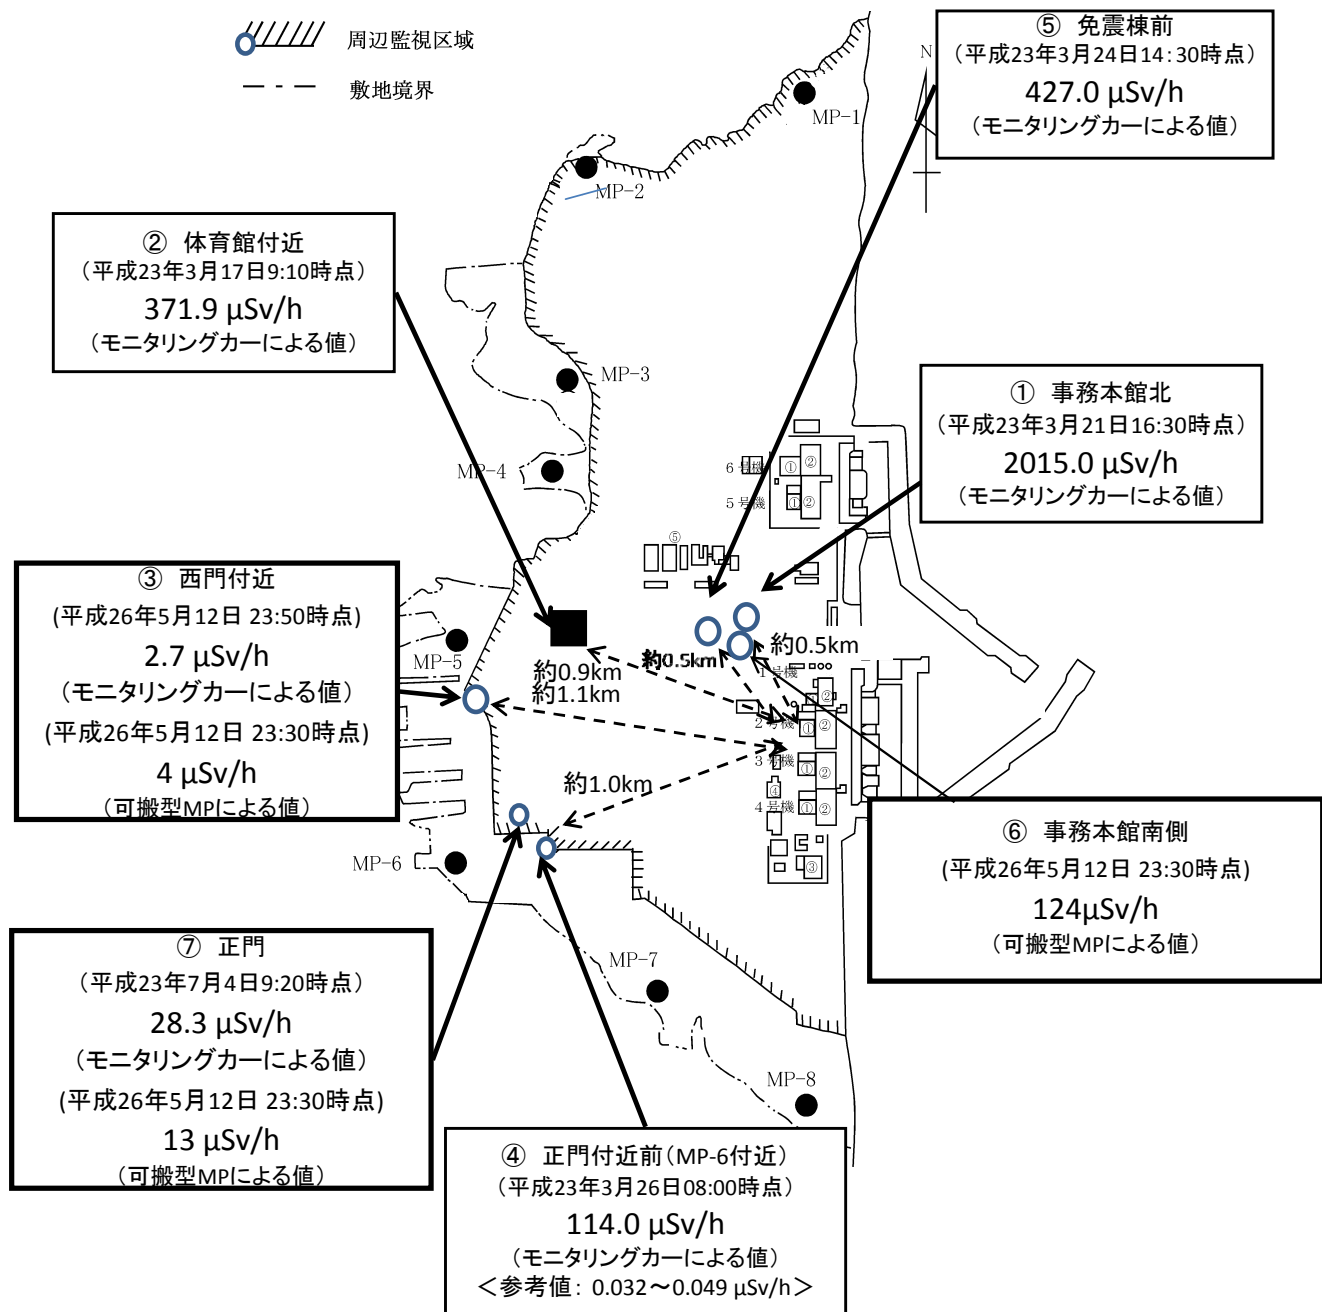 周辺監視区域
敷地境界
⑤ 免震棟前
（平成23年3月24日14:30時点）
427.0 μSv/h
（モニタリングカーによる値）
N
MP-1
MP-2
② 体育館付近
（平成23年3月17日9:10時点）
371.9 μSv/h
（モニタリングカーによる値）
MP-3
① 事務本館北
（平成23年3月21日16:30時点）
2015.0 μSv/h
（モニタリングカーによる値）
MP-4
6号機
① ②
5号機
① ②
⑤
③ 西門付近
(平成26年5月12日 23:50時点)
2.7 μSv/h
（モニタリングカーによる値）
(平成26年5月12日 23:30時点)
4 μSv/h
（可搬型MPによる値）
MP-5
約0.9km
約1.1km
約0.5km
約0.5km
1号機
②
2号機
① ②
3号機
① ②
④
4号機
① ②
③
約1.0km
MP-6
⑥ 事務本館南側
(平成26年5月12日 23:30時点)
124μSv/h
（可搬型MPによる値）
⑦ 正門
（平成23年7月4日9:20時点）
28.3 μSv/h
（モニタリングカーによる値）
(平成26年5月12日 23:30時点)
13 μSv/h
（可搬型MPによる値）
MP-7
MP-8
④ 正門付近前（MP-6付近）
（平成23年3月26日08:00時点）
114.0 μSv/h
（モニタリングカーによる値）
＜参考値：0.032～0.049 μSv/h＞